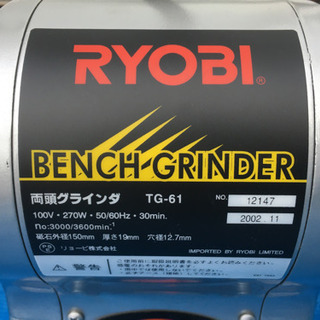 RYOBI®
BENCH GRINDER
両頭グラインダ TG-61 NO. 12147
100V・270W・50/60Hz・30min. 2002.11
no:3000/3600min⁻¹
砥石外径150mm 厚さ19mm 穴径12.7mm
リョービ株式会社 IMPORTED BY RYOBI LIMITED
警告